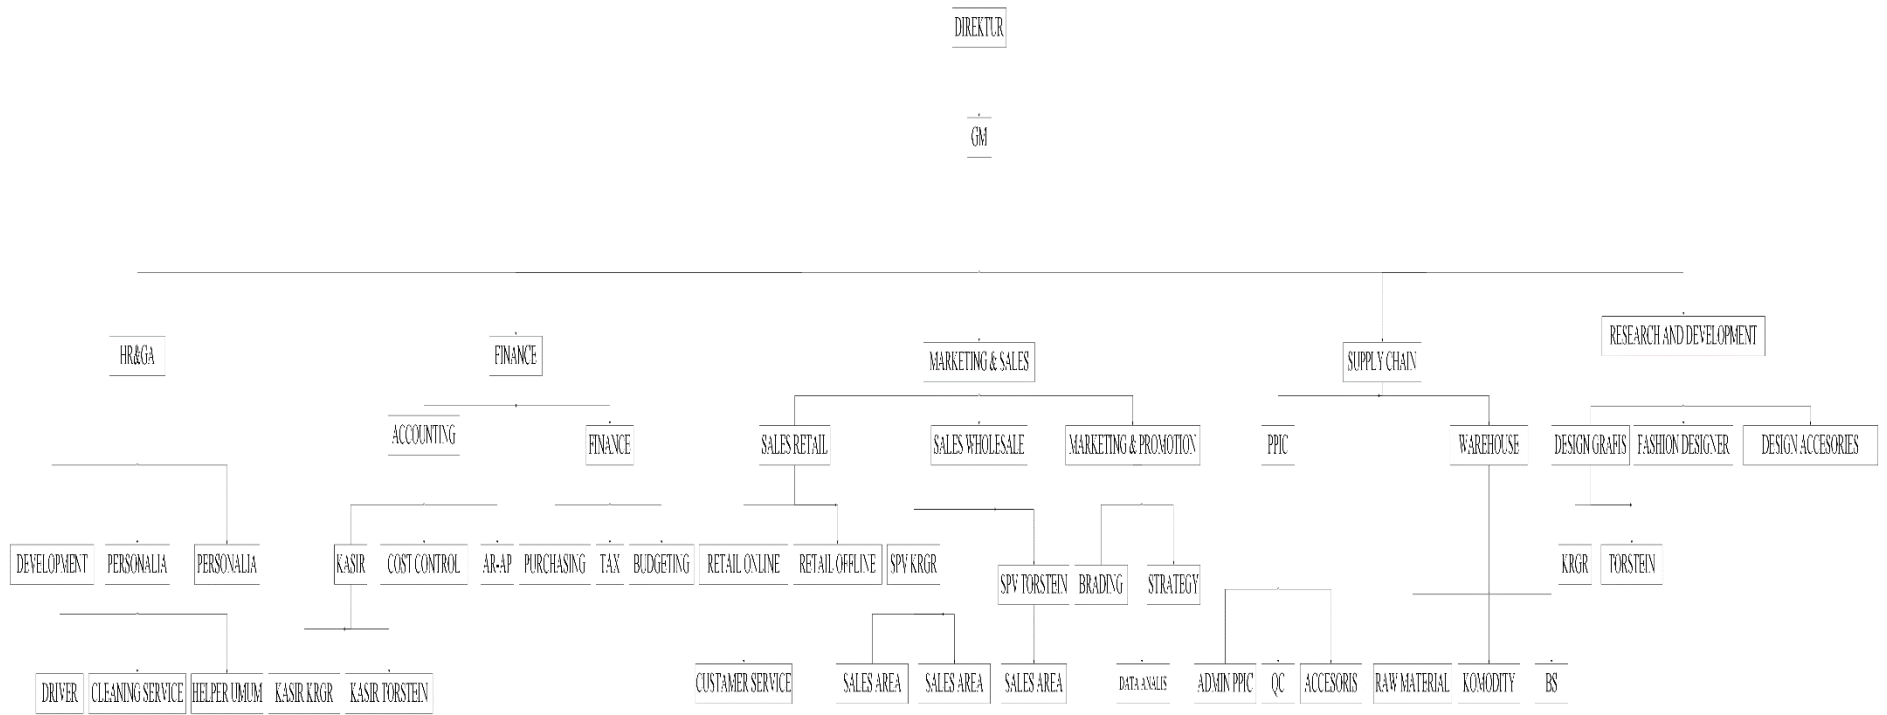 DIREKTUR
GM
HR&GA
FINANCE
MARKETING & SALES
SUPPLY CHAIN
RESEARCH AND DEVELOPMENT
ACCOUNTING
FINANCE
SALES RETAIL
SALES WHOLESALE
MARKETING & PROMOTION
PPIC
WAREHOUSE
DESIGN GRAFIS
FASHION DESIGNER
DESIGN ACCESORIES
DEVELOPMENT
PERSONALIA
PERSONALIA
KASIR
COST CONTROL
AR-AP
PURCHASING
TAX
BUDGETING
RETAIL ONLINE
RETAIL OFFLINE
SPV KRGR
SPV TORSTEIN
BRADING
STRATEGY
KRGR
TORSTEIN
DRIVER
CLEANING SERVICE
HELPER UMUM
KASIR KRGR
KASIR TORSTEIN
CUSTAMER SERVICE
SALES AREA
SALES AREA
SALES AREA
DATA ANALIS
ADMIN PPIC
QC
ACCESORIS
RAW MATERIAL
KOMODITY
BS